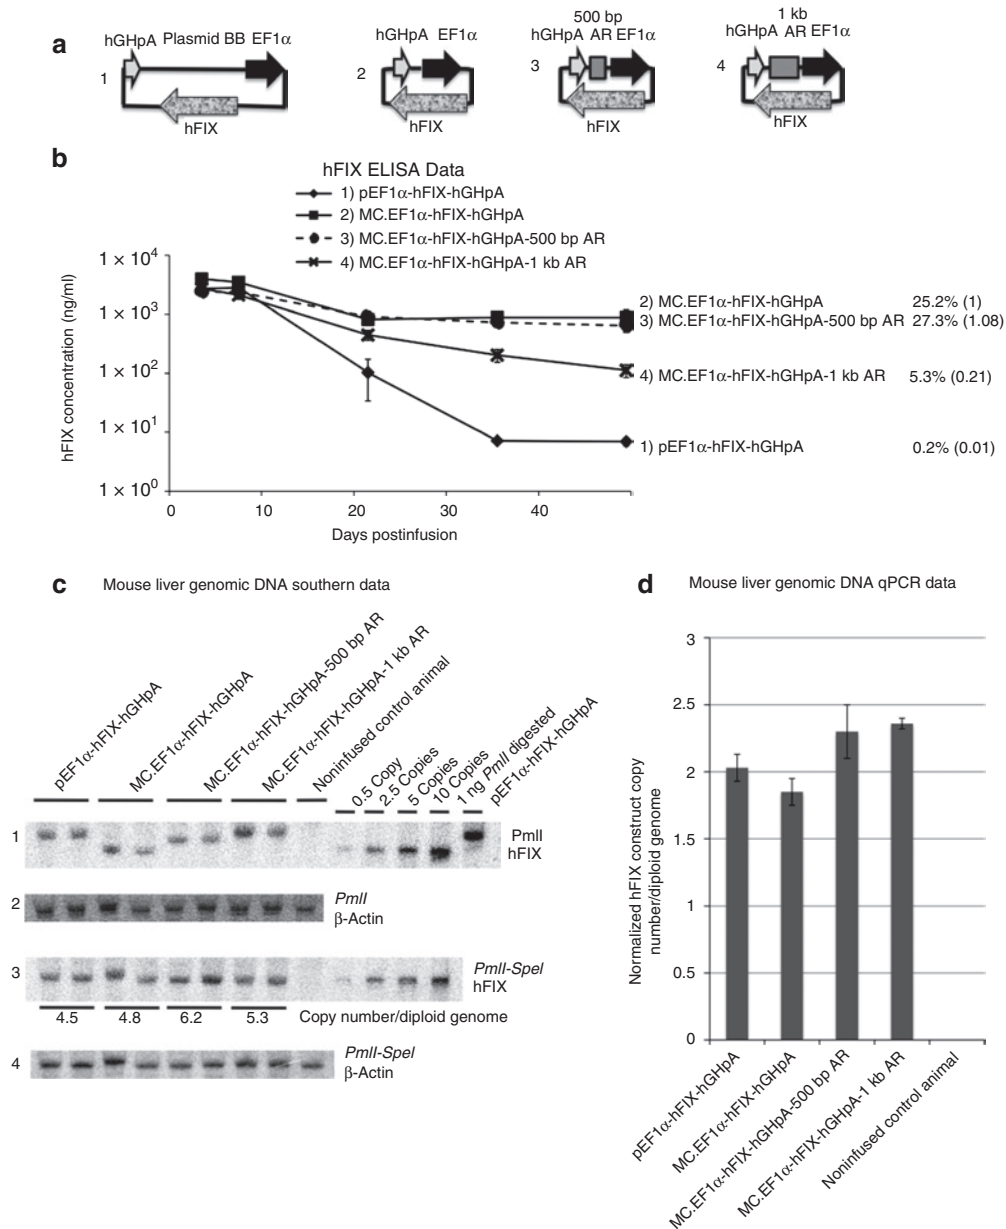 a
hGHpA Plasmid BB EF1α
1
hFIX
hGHpA EF1α
2
hFIX
500 bp
hGHpA AR EF1α
3
hFIX
1 kb
hGHpA AR EF1α
4
hFIX
b
hFIX ELISA Data
1) pEF1α-hFIX-hGHpA
2) MC.EF1α-hFIX-hGHpA
3) MC.EF1α-hFIX-hGHpA-500 bp AR
4) MC.EF1α-hFIX-hGHpA-1 kb AR
hFIX concentration (ng/ml)
1 × 10⁴
1 × 10³
1 × 10²
1 × 10¹
1 × 10⁰
0 10 20 30 40
Days postinfusion
2) MC.EF1α-hFIX-hGHpA 25.2% (1)
3) MC.EF1α-hFIX-hGHpA-500 bp AR 27.3% (1.08)
4) MC.EF1α-hFIX-hGHpA-1 kb AR 5.3% (0.21)
1) pEF1α-hFIX-hGHpA 0.2% (0.01)
c Mouse liver genomic DNA southern data
pEF1α-hFIX-hGHpA
MC.EF1α-hFIX-hGHpA
MC.EF1α-hFIX-hGHpA-500 bp AR
MC.EF1α-hFIX-hGHpA-1 kb AR
Noninfused control animal
0.5 Copy
2.5 Copies
5 Copies
10 Copies
1 ng PmlI digested
pEF1α-hFIX-hGHpA
1
PmlI
hFIX
2
PmlI
β-Actin
3
PmlI-SpeI
hFIX
4.5 4.8 6.2 5.3 Copy number/diploid genome
4
PmlI-SpeI
β-Actin
d Mouse liver genomic DNA qPCR data
Normalized hFIX construct copy
number/diploid genome
3
2.5
2
1.5
1
0.5
0
pEF1α-hFIX-hGHpA
MC.EF1α-hFIX-hGHpA
MC.EF1α-hFIX-hGHpA-500 bp AR
MC.EF1α-hFIX-hGHpA-1 kb AR
Noninfused control animal